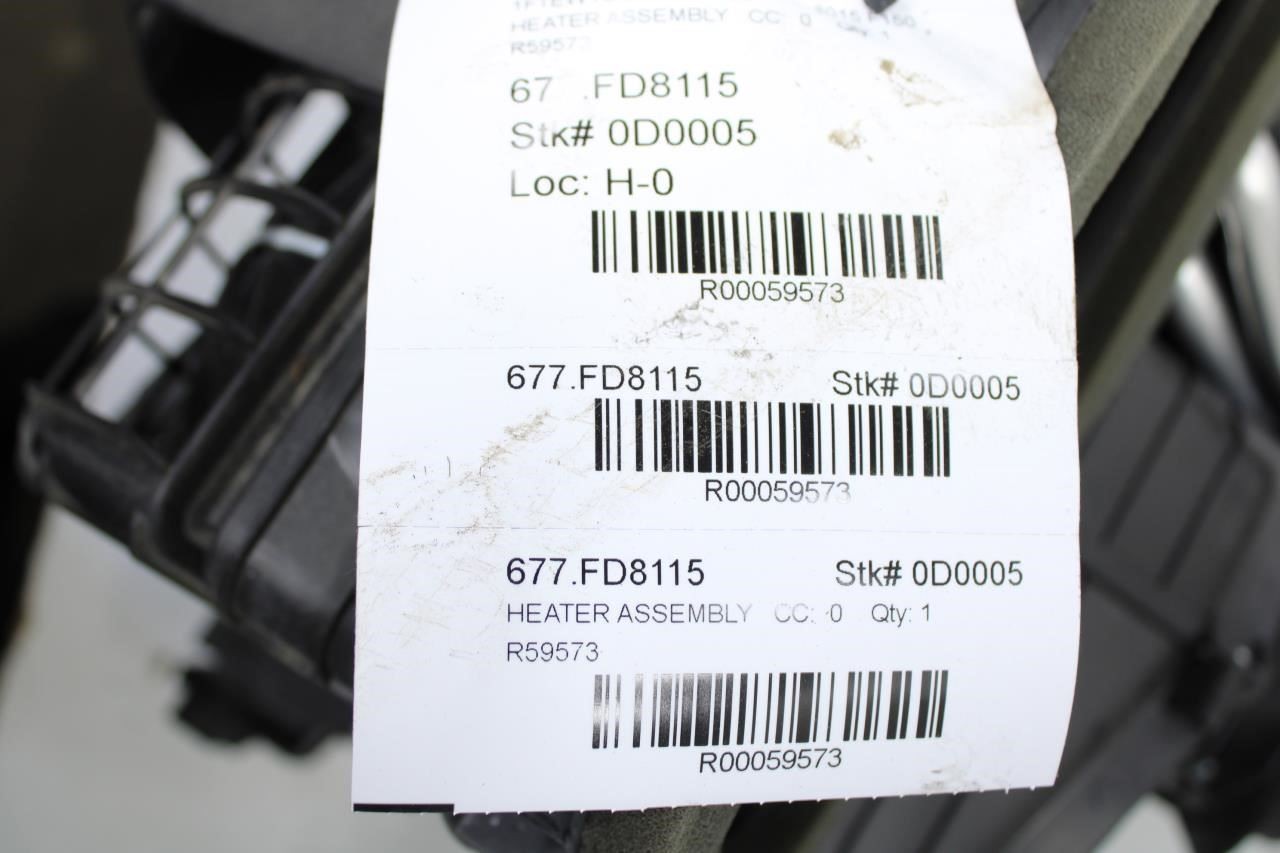 HEATER ASSEMBLY CC: 0
R59573
67 .FD8115
Stk# 0D0005
Loc: H-0
R00059573
677.FD8115 Stk# 0D0005
R00059573
677.FD8115 Stk# 0D0005
HEATER ASSEMBLY CC: 0 Qty: 1
R59573
R00059573